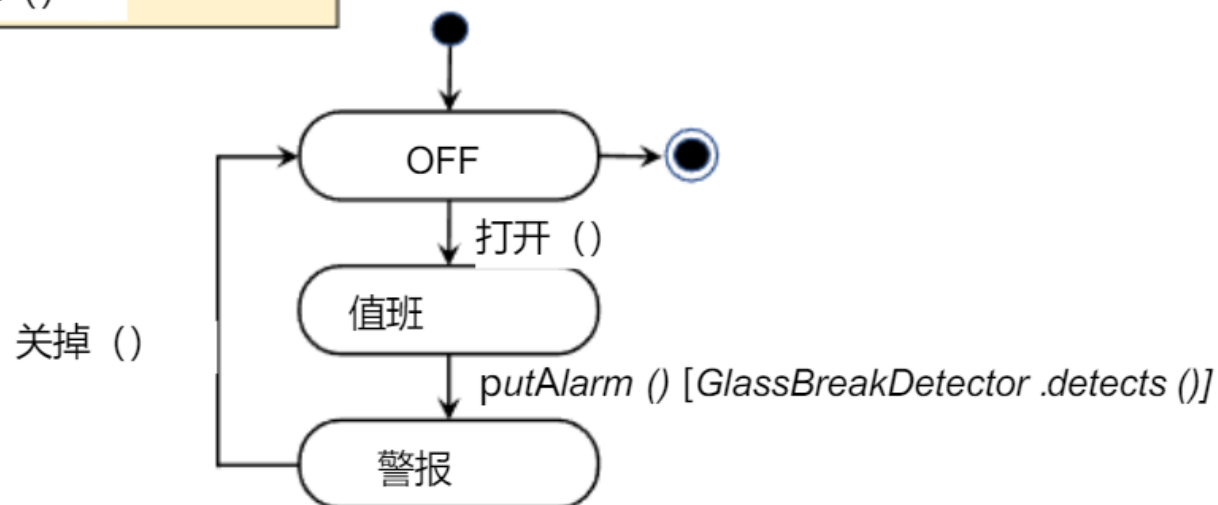 ()
OFF
打开 ()
值班
关掉 ()
putAlarm () [GlassBreakDetector .detects ()]
警报